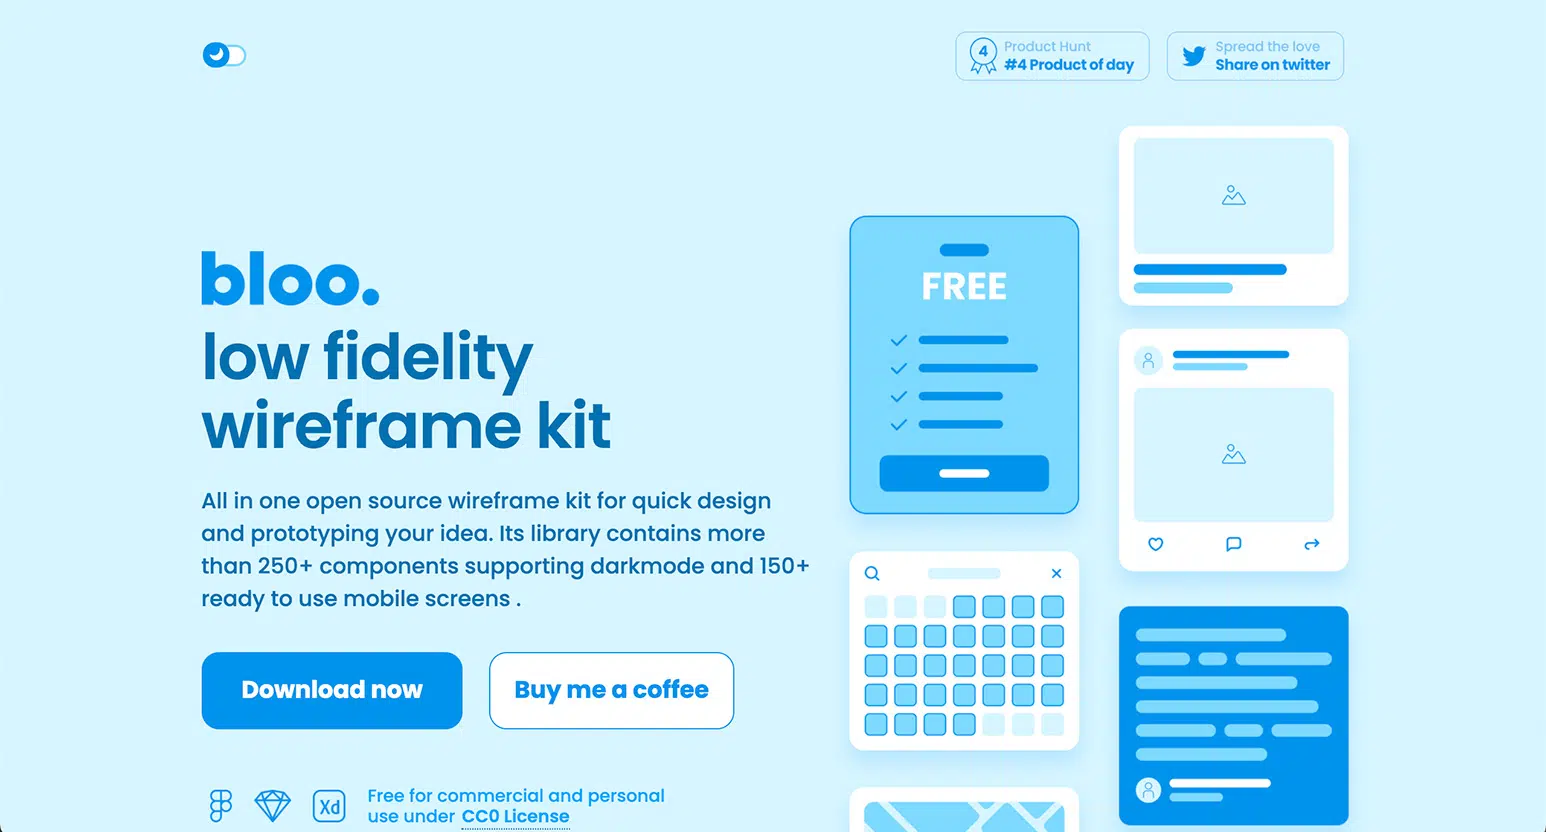 4
Product Hunt
#4 Product of day
Spread the love
Share on twitter
bloo.
low fidelity
wireframe kit
All in one open source wireframe kit for quick design
and prototyping your idea. Its library contains more
than 250+ components supporting darkmode and 150+
ready to use mobile screens .
Download now
Buy me a coffee
Xd
Free for commercial and personal
use under CC0 License
FREE